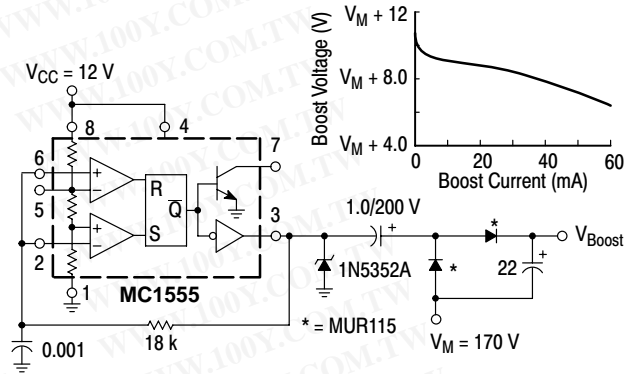 WWW.100Y.COM.TW
V_CC = 12 V
8
4
6
5
2
1
7
3
+
−
+
−
R
S
Q̅
MC1555
0.001
18 k
1N5352A
1.0/200 V
+
*
*
* = MUR115
22
+
V_Boost
V_M = 170 V
Boost Voltage (V)
V_M + 12
V_M + 8.0
V_M + 4.0
0
20
40
60
Boost Current (mA)